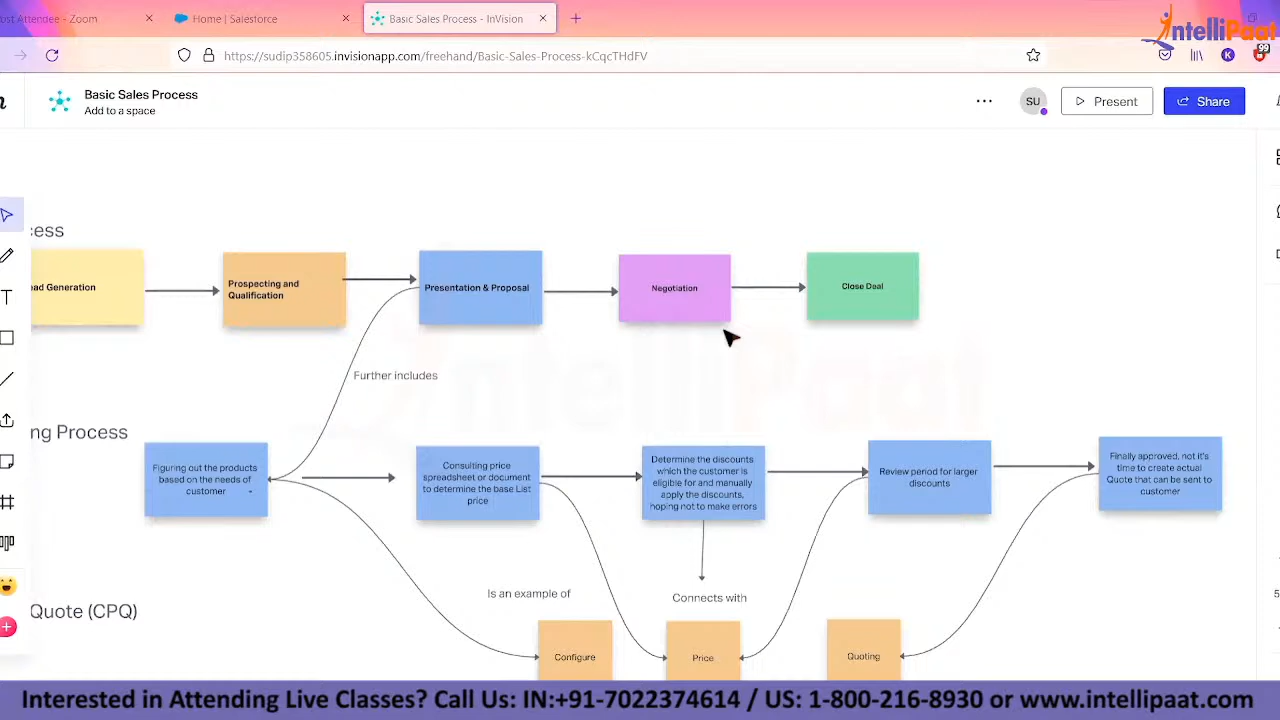 ost Attendee - Zoom
Home | Salesforce
Basic Sales Process - InVision
IntelliPaat
https://sudip358605.invisionapp.com/freehand/Basic-Sales-Process-kCqcTHdFV
K
Basic Sales Process
Add to a space
SU
Present
Share
cess
ead Generation
Prospecting and
Qualification
Presentation & Proposal
Negotiation
Close Deal
Further includes
IntelliPaat
ng Process
Figuring out the products
based on the needs of
customer
Consulting price
spreadsheet or document
to determine the base List
price
Determine the discounts
which the customer is
eligible for and manually
apply the discounts,
hoping not to make errors
Review period for larger
discounts
Finally approved, not it's
time to create actual
Quote that can be sent to
customer
Is an example of
Connects with
Quote (CPQ)
Configure
Price
Quoting
Interested in Attending Live Classes? Call Us: IN:+91-7022374614 / US: 1-800-216-8930 or www.intellipaat.com